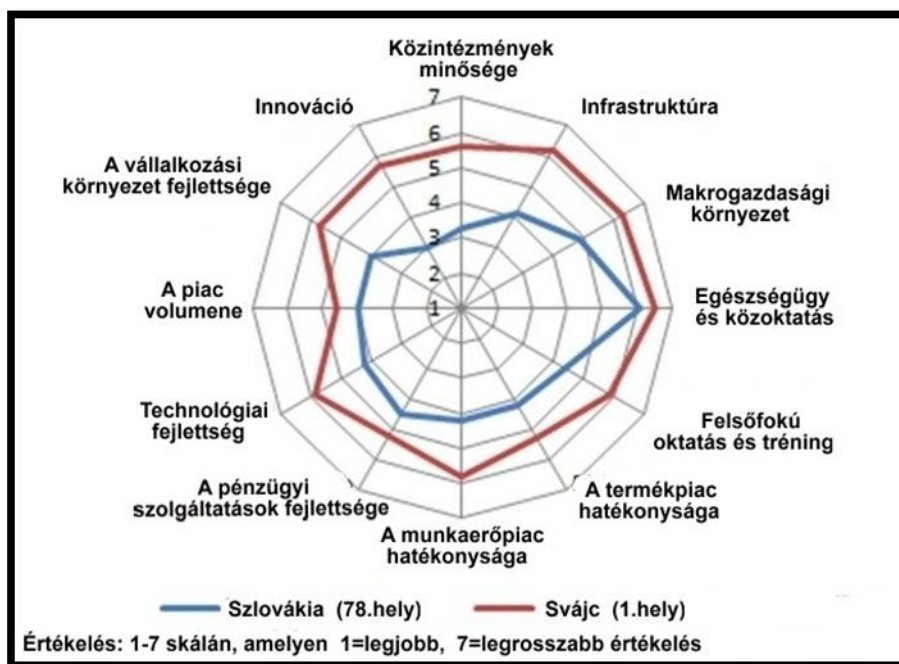 Közintézmények
minősége
Innováció
Infrastruktúra
A vállalkozási
környezet fejlettsége
Makrogazdasági
környezet
A piac
volumene
Egészségügy
és közoktatás
Technológiai
fejlettség
Felsőfokú
oktatás és tréning
A pénzügyi
szolgáltatások fejlettsége
A termékpiac
hatékonysága
A munkaerőpiac
hatékonysága
7
6
5
4
3
2
1
Szlovákia (78.hely)
Svájc (1.hely)
Értékelés: 1-7 skálán, amelyen 1=legjobb, 7=legrosszabb értékelés